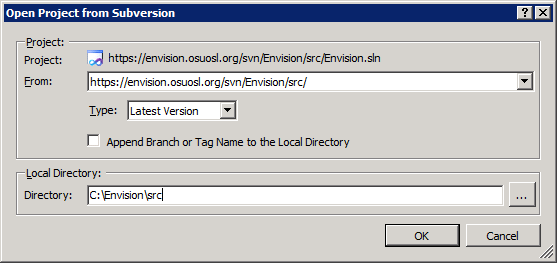 Open Project from Subversion
Project:
Project: https://envision.osuosl.org/svn/Envision/src/Envision.sln
From: https://envision.osuosl.org/svn/Envision/src/
Type: Latest Version
Append Branch or Tag Name to the Local Directory
Local Directory:
Directory: C:\Envision\src ...
OK Cancel